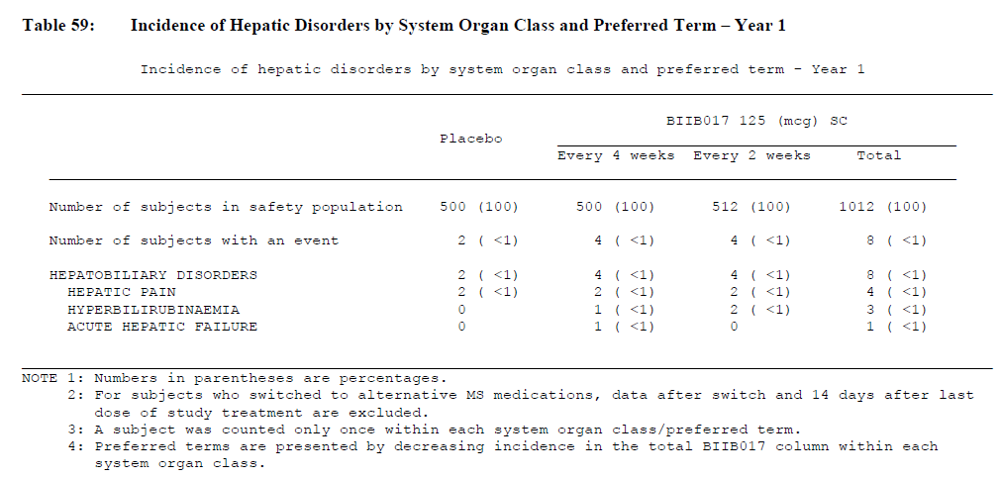 Table 59: Incidence of Hepatic Disorders by System Organ Class and Preferred Term – Year 1
Incidence of hepatic disorders by system organ class and preferred term - Year 1
BIIB017 125 (mcg) SC
Placebo
Every 4 weeks Every 2 weeks Total
Number of subjects in safety population 500 (100) 500 (100) 512 (100) 1012 (100)
Number of subjects with an event 2 ( <1) 4 ( <1) 4 ( <1) 8 ( <1)
HEPATOBILIARY DISORDERS 2 ( <1) 4 ( <1) 4 ( <1) 8 ( <1)
HEPATIC PAIN 2 ( <1) 2 ( <1) 2 ( <1) 4 ( <1)
HYPERBILIRUBINAEMIA 0 1 ( <1) 2 ( <1) 3 ( <1)
ACUTE HEPATIC FAILURE 0 1 ( <1) 0 1 ( <1)
NOTE 1: Numbers in parentheses are percentages.
2: For subjects who switched to alternative MS medications, data after switch and 14 days after last
dose of study treatment are excluded.
3: A subject was counted only once within each system organ class/preferred term.
4: Preferred terms are presented by decreasing incidence in the total BIIB017 column within each
system organ class.